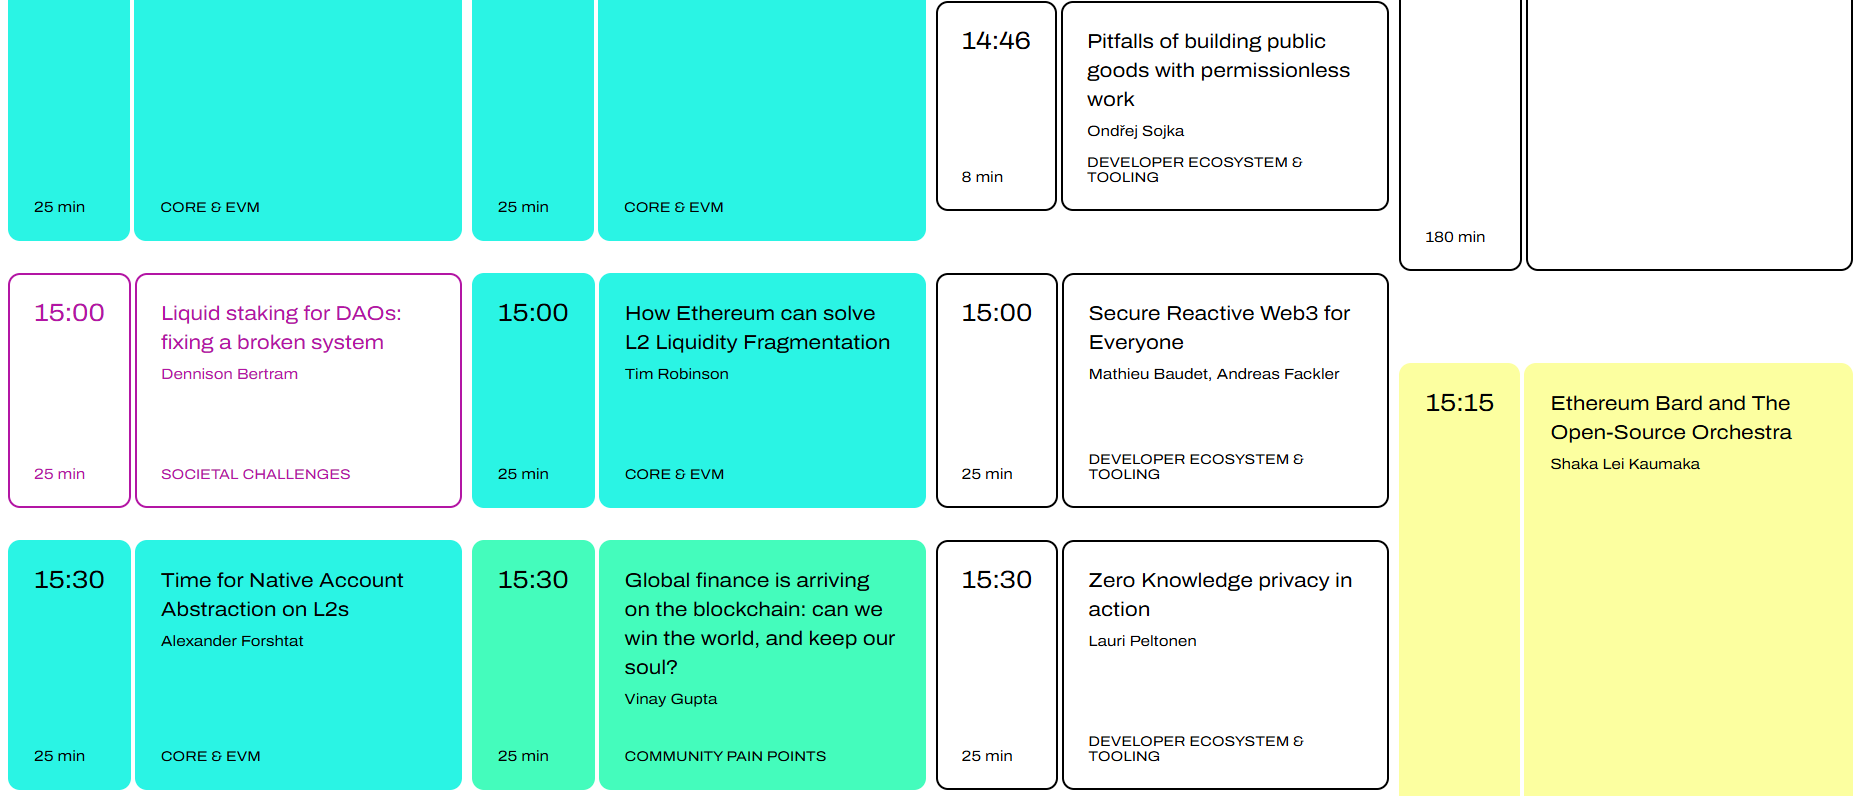 25 min
CORE & EVM
25 min
CORE & EVM
14:46
Pitfalls of building public
goods with permissionless
work
Ondřej Sojka
DEVELOPER ECOSYSTEM &
TOOLING
8 min
180 min
15:00
Liquid staking for DAOs:
fixing a broken system
Dennison Bertram
25 min
SOCIETAL CHALLENGES
15:00
How Ethereum can solve
L2 Liquidity Fragmentation
Tim Robinson
25 min
CORE & EVM
15:00
Secure Reactive Web3 for
Everyone
Mathieu Baudet, Andreas Fackler
25 min
DEVELOPER ECOSYSTEM &
TOOLING
15:15
Ethereum Bard and The
Open-Source Orchestra
Shaka Lei Kaumaka
15:30
Time for Native Account
Abstraction on L2s
Alexander Forshtat
25 min
CORE & EVM
15:30
Global finance is arriving
on the blockchain: can we
win the world, and keep our
soul?
Vinay Gupta
25 min
COMMUNITY PAIN POINTS
15:30
Zero Knowledge privacy in
action
Lauri Peltonen
25 min
DEVELOPER ECOSYSTEM &
TOOLING